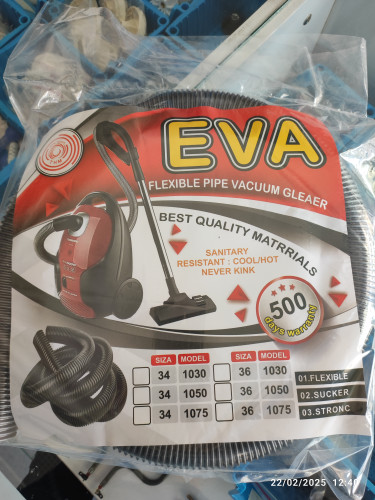 EVA
FLEXIBLE PIPE VACUUM GLEAER
BEST QUALITY MATRRIALS
SANITARY
RESISTANT : COOL/HOT
NEVER KINK
500
days warranty
SIZA MODEL SIZA MODEL
34 1030 36 1030
34 1050 36 1050
34 1075 36 1075
01.FLEXIBLE
02.SUCKER
03.STRONC
22/02/2025 12:40